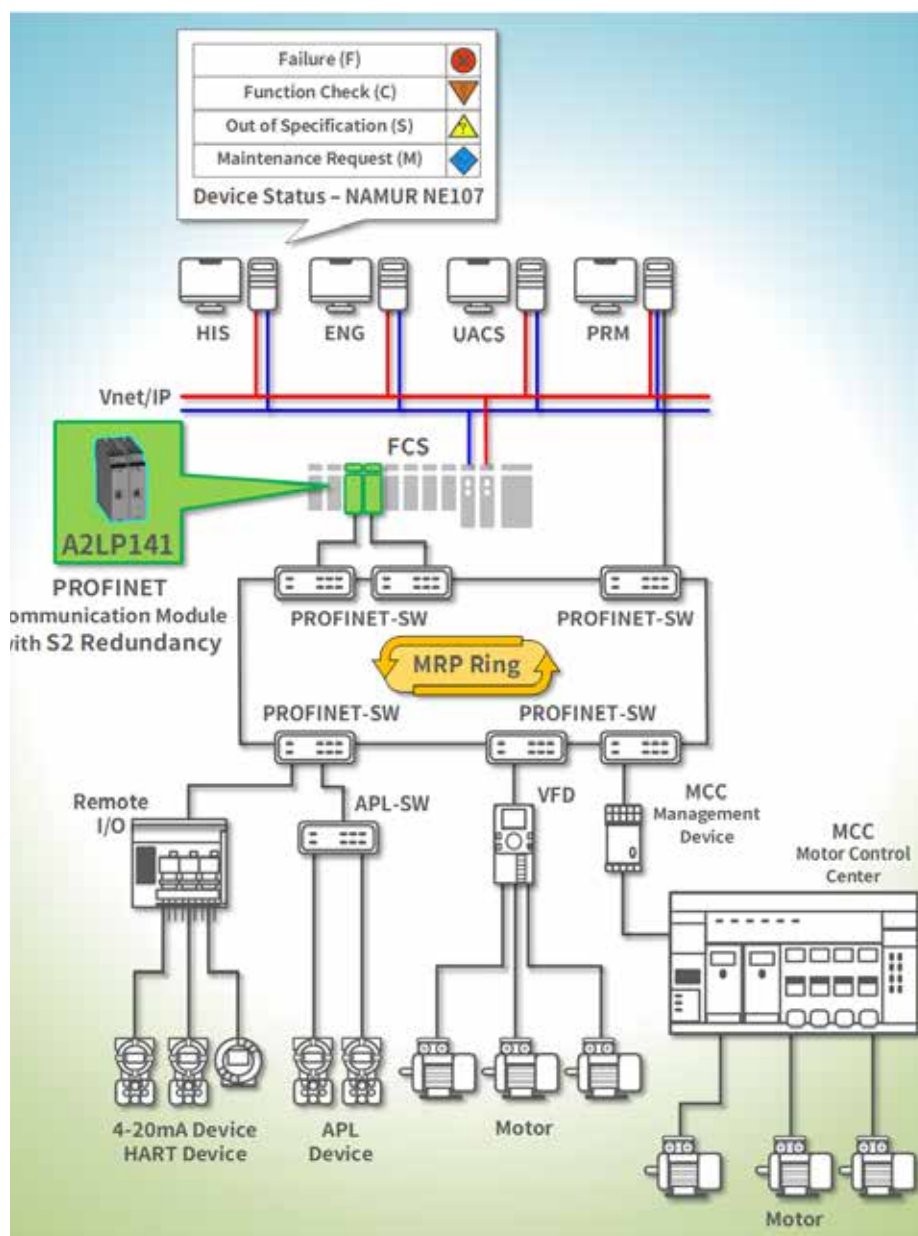 Failure (F)
Function Check (C)
Out of Specification (S)
Maintenance Request (M)
Device Status – NAMUR NE107
HIS
ENG
UACS
PRM
Vnet/IP
FCS
A2LP141
PROFINET
ommunication Module
ith S2 Redundancy
PROFINET-SW
PROFINET-SW
MRP Ring
PROFINET-SW
PROFINET-SW
Remote
I/O
APL-SW
VFD
MCC
Management
Device
MCC
Motor Control
Center
4-20mA Device
HART Device
APL
Device
Motor
Motor